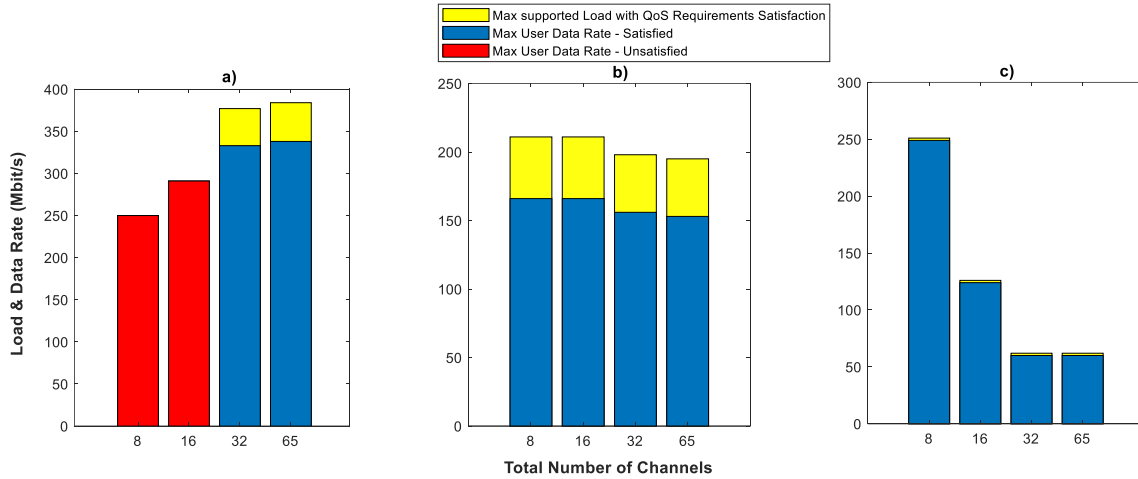 Max supported Load with QoS Requirements Satisfaction
Max User Data Rate - Satisfied
Max User Data Rate - Unsatisfied
a)
b)
c)
Load & Data Rate (Mbit/s)
400
350
300
250
200
150
100
50
0
8 16 32 65
250
200
150
100
50
0
8 16 32 65
300
250
200
150
100
50
0
8 16 32 65
Total Number of Channels